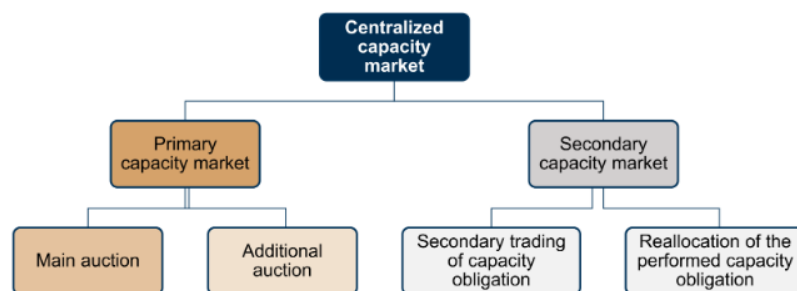 Centralized
capacity
market
Primary
capacity market
Secondary
capacity market
Main auction
Additional
auction
Secondary trading
of capacity
obligation
Reallocation of the
performed capacity
obligation